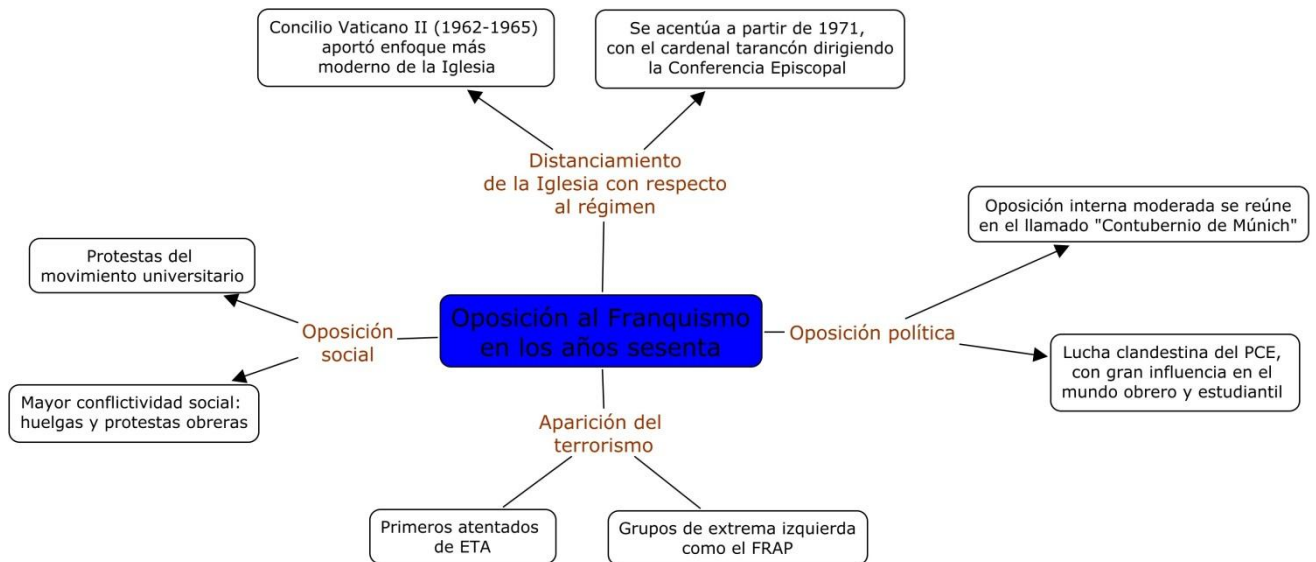 Concilio Vaticano II (1962-1965)
aportó enfoque más
moderno de la Iglesia
Se acentúa a partir de 1971,
con el cardenal tarancón dirigiendo
la Conferencia Episcopal
Distanciamiento
de la Iglesia con respecto
al régimen
Oposición interna moderada se reúne
en el llamado "Contubernio de Múnich"
Protestas del
movimiento universitario
Oposición
social
Oposición al Franquismo
en los años sesenta
Oposición política
Lucha clandestina del PCE,
con gran influencia en el
mundo obrero y estudiantil
Mayor conflictividad social:
huelgas y protestas obreras
Aparición del
terrorismo
Primeros atentados
de ETA
Grupos de extrema izquierda
como el FRAP